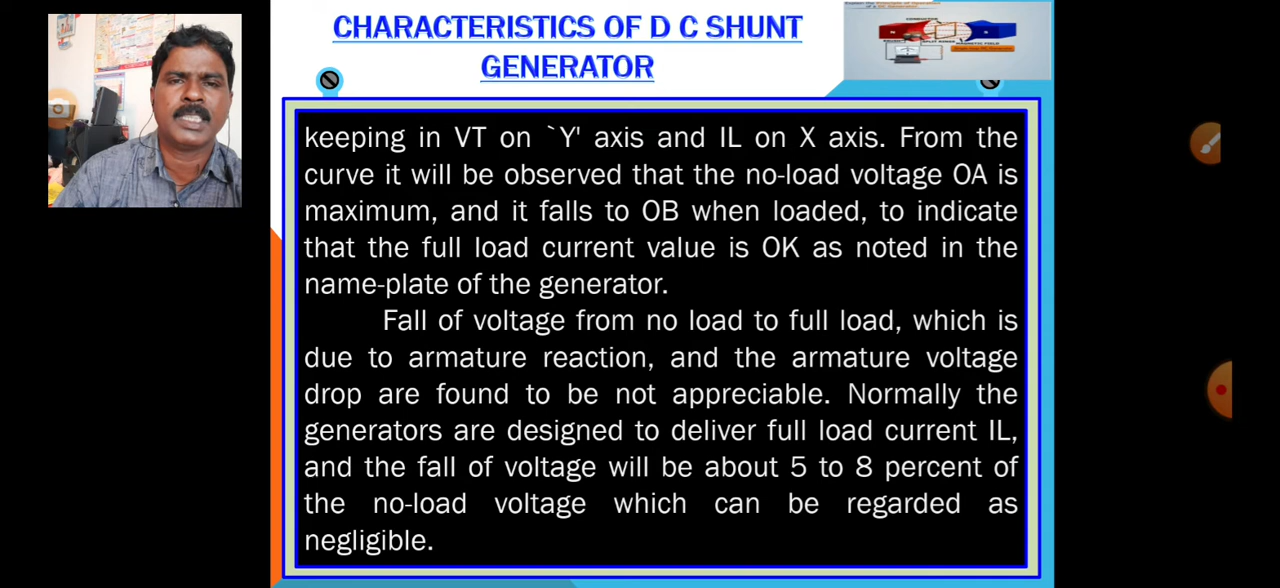 CHARACTERISTICS OF D C SHUNT
GENERATOR
keeping in VT on `Y' axis and IL on X axis. From the
curve it will be observed that the no-load voltage OA is
maximum, and it falls to OB when loaded, to indicate
that the full load current value is OK as noted in the
name-plate of the generator.
Fall of voltage from no load to full load, which is
due to armature reaction, and the armature voltage
drop are found to be not appreciable. Normally the
generators are designed to deliver full load current IL,
and the fall of voltage will be about 5 to 8 percent of
the no-load voltage which can be regarded as
negligible.